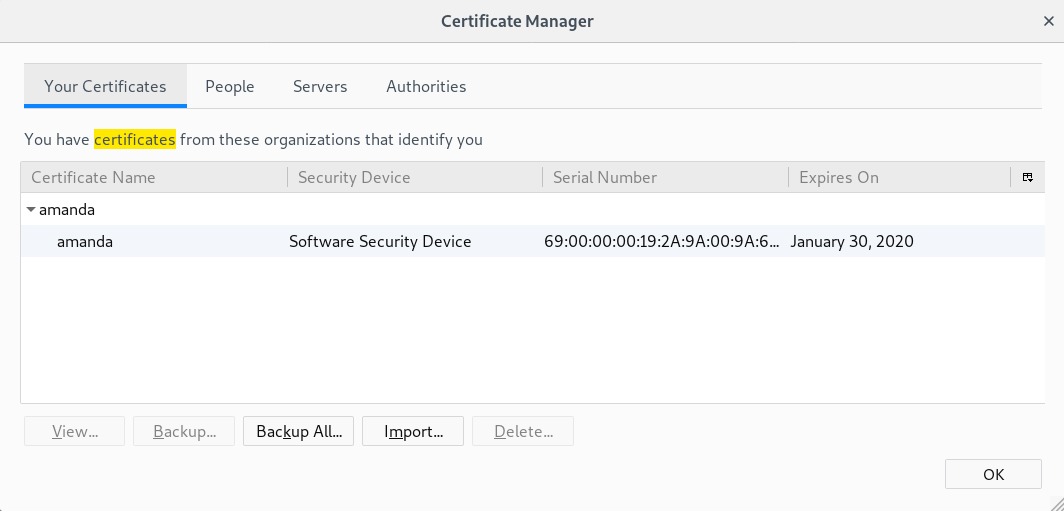 Certificate Manager
Your Certificates People Servers Authorities
You have certificates from these organizations that identify you
Certificate Name Security Device Serial Number Expires On
amanda
amanda Software Security Device 69:00:00:00:19:2A:9A:00:9A:6... January 30, 2020
View... Backup... Backup All... Import... Delete...
OK